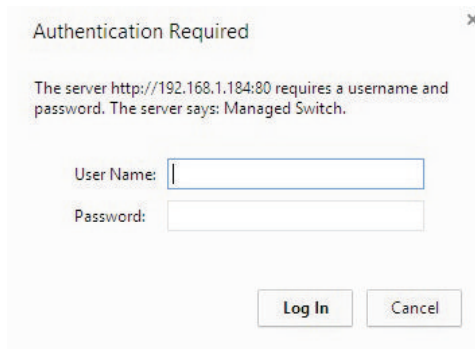 Authentication Required
The server http://192.168.1.184:80 requires a username and
password. The server says: Managed Switch.
User Name:
Password:
Log In Cancel